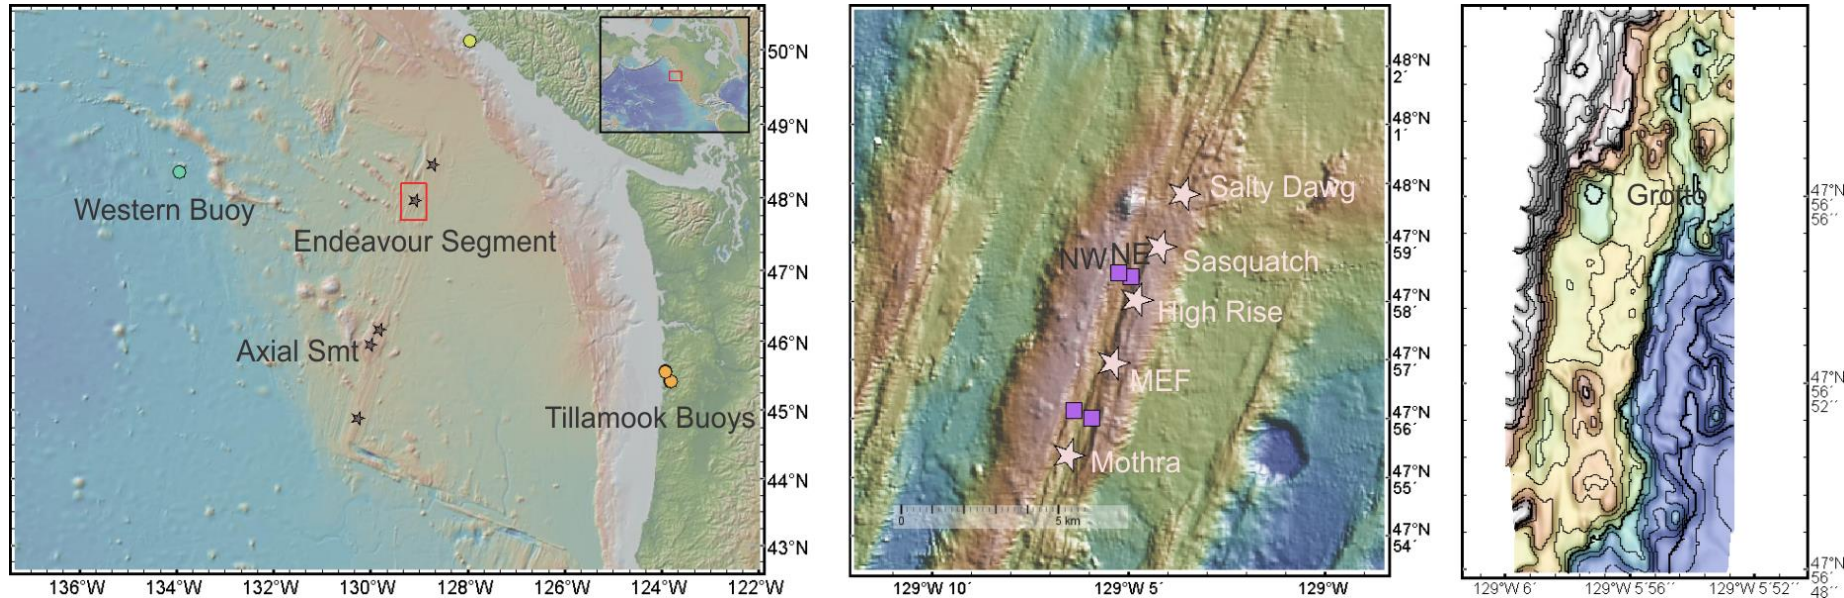 50°N
49°N
48°N
47°N
46°N
45°N
44°N
43°N
136°W
134°W
132°W
130°W
128°W
126°W
124°W
122°W
Western Buoy
Endeavour Segment
Axial Smt
Tillamook Buoys
48°N
2´
48°N
1´
48°N
47°N
59´
47°N
58´
47°N
57´
47°N
56´
47°N
55´
47°N
54´
129°W 10´
129°W 5´
129°W
Salty Dawg
NW NE
Sasquatch
High Rise
MEF
Mothra
0
5 km
Grotto
47°N
56´
56´´
47°N
56´
52´´
47°N
56´
48´´
129°W 6´
129°W 5´56´´
129°W 5´52´´